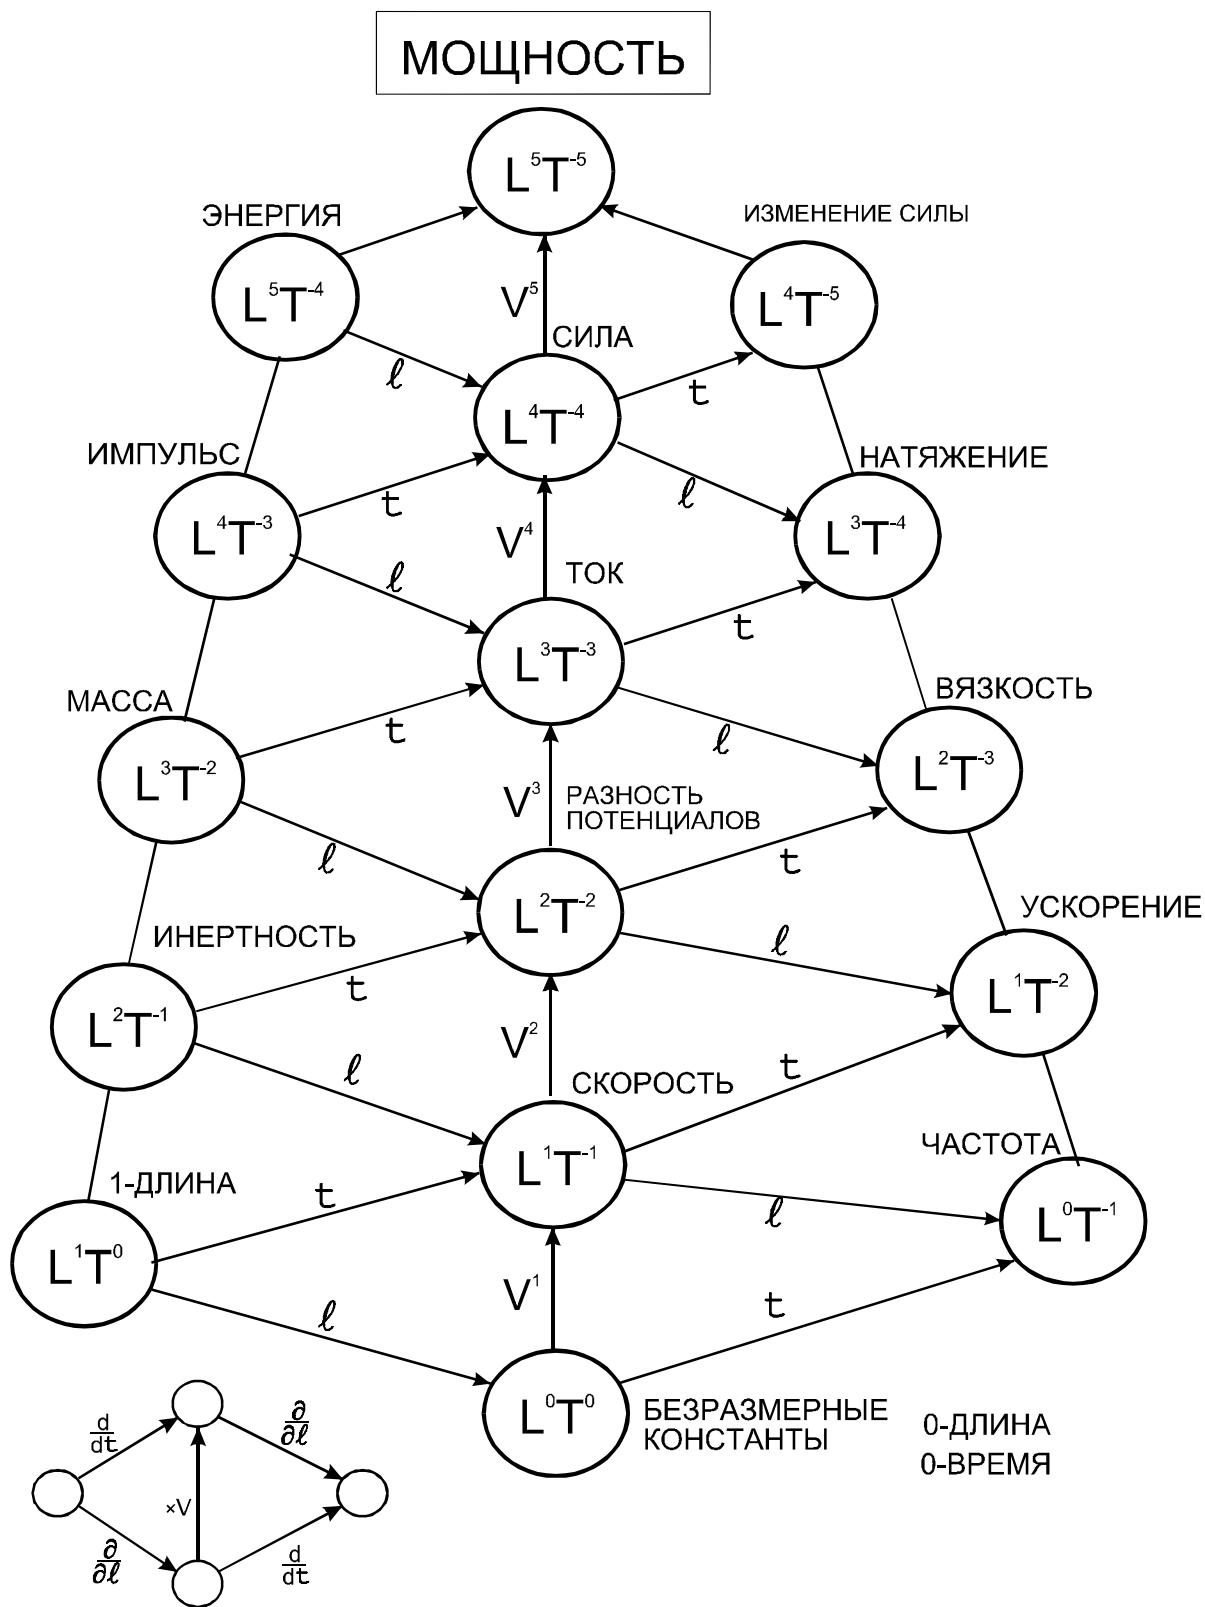 МОЩНОСТЬ
L⁵T⁻⁵
ЭНЕРГИЯ
ИЗМЕНЕНИЕ СИЛЫ
L⁵T⁻⁴
V⁵
L⁴T⁻⁵
СИЛА
ℓ
t
L⁴T⁻⁴
ИМПУЛЬС
НАТЯЖЕНИЕ
t
ℓ
L⁴T⁻³
V⁴
L³T⁻⁴
ℓ
ТОК
t
L³T⁻³
МАССА
ВЯЗКОСТЬ
t
ℓ
L³T⁻²
L²T⁻³
V³
РАЗНОСТЬ
ПОТЕНЦИАЛОВ
ℓ
t
L²T⁻²
УСКОРЕНИЕ
ИНЕРТНОСТЬ
ℓ
t
L¹T⁻²
L²T⁻¹
V²
ℓ
t
СКОРОСТЬ
ЧАСТОТА
L¹T⁻¹
1-ДЛИНА
t
ℓ
L⁰T⁻¹
L¹T⁰
V¹
ℓ
t
L⁰T⁰
БЕЗРАЗМЕРНЫЕ
КОНСТАНТЫ
0-ДЛИНА
0-ВРЕМЯ
d/dt
∂/∂ℓ
×V
∂/∂ℓ
d/dt